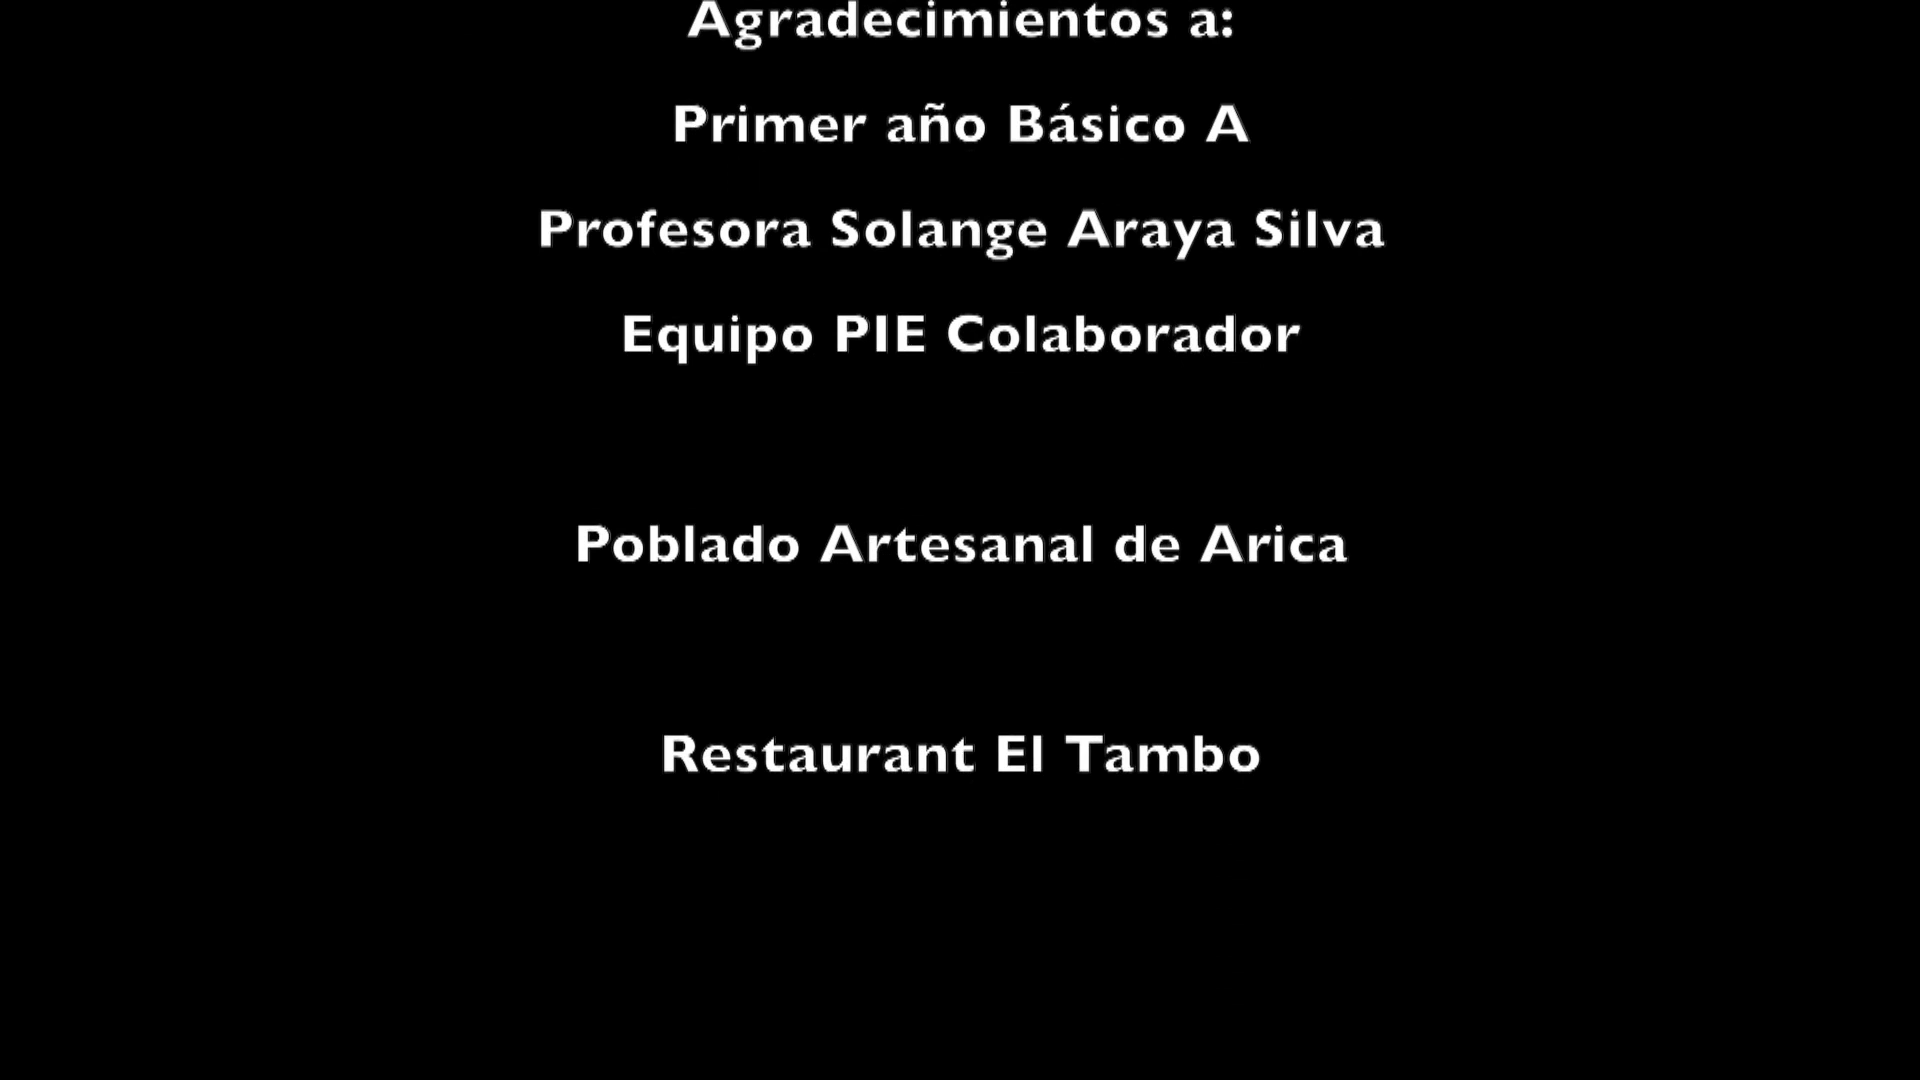 Agradecimientos a:
Primer año Básico A
Profesora Solange Araya Silva
Equipo PIE Colaborador
Poblado Artesanal de Arica
Restaurant El Tambo